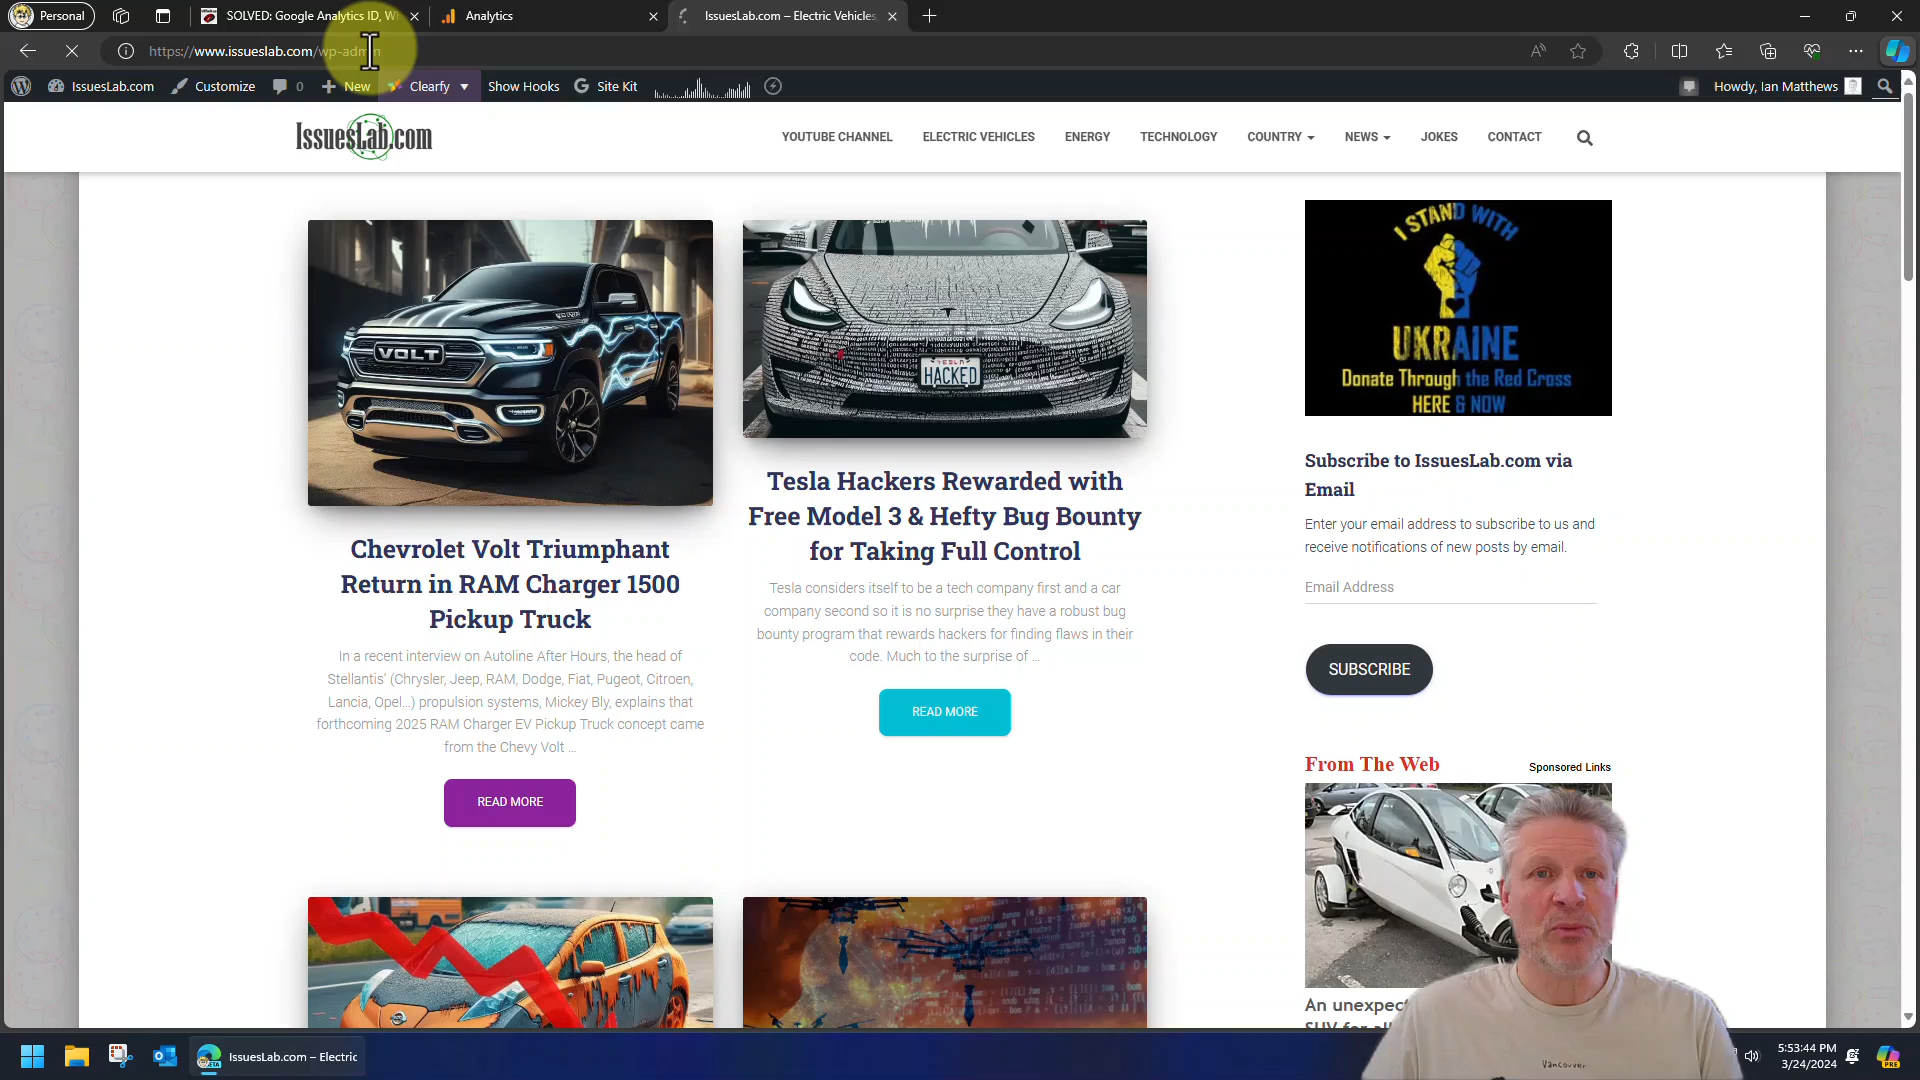 Personal
SOLVED: Google Analytics ID, W
Analytics
IssuesLab.com – Electric Vehicles,
https://www.issueslab.com/wp-admin
IssuesLab.com
Customize
0
New
Clearfy
Show Hooks
Site Kit
Howdy, Ian Matthews
IssuesLab.com
YOUTUBE CHANNEL
ELECTRIC VEHICLES
ENERGY
TECHNOLOGY
COUNTRY
NEWS
JOKES
CONTACT
VOLT
Chevrolet Volt Triumphant
Return in RAM Charger 1500
Pickup Truck
In a recent interview on Autoline After Hours, the head of
Stellantis’ (Chrysler, Jeep, RAM, Dodge, Fiat, Pugeot, Citroen,
Lancia, Opel...) propulsion systems, Mickey Bly, explains that
forthcoming 2025 RAM Charger EV Pickup Truck concept came
from the Chevy Volt …
READ MORE
TESLA
HACKED
Tesla Hackers Rewarded with
Free Model 3 & Hefty Bug Bounty
for Taking Full Control
Tesla considers itself to be a tech company first and a car
company second so it is no surprise they have a robust bug
bounty program that rewards hackers for finding flaws in their
code. Much to the surprise of …
READ MORE
I STAND WITH
UKRAINE
Donate Through the Red Cross
HERE & NOW
Subscribe to IssuesLab.com via
Email
Enter your email address to subscribe to us and
receive notifications of new posts by email.
Email Address
SUBSCRIBE
From The Web
Sponsored Links
An unexpec
SUV for all
Vancouver
IssuesLab.com – Electric
5:53:44 PM
3/24/2024